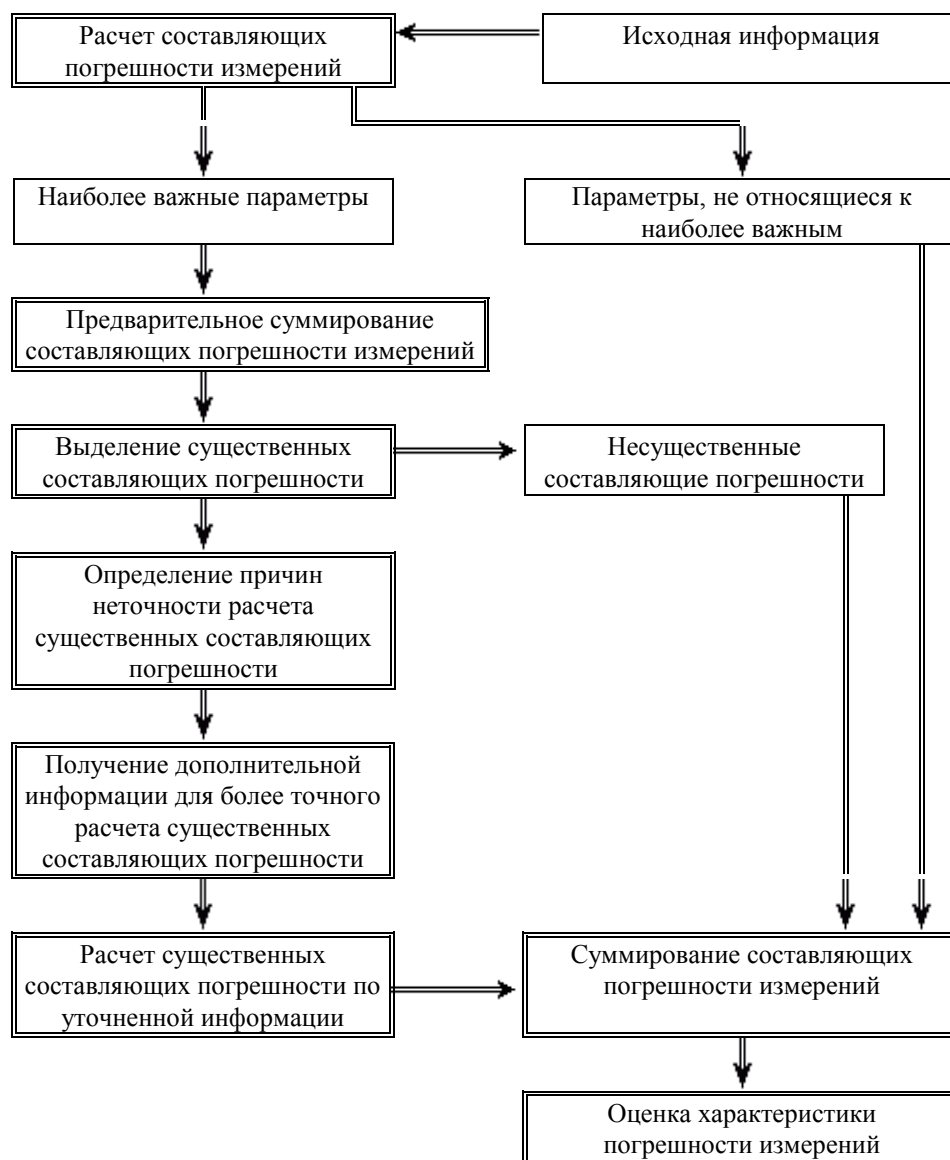 Расчет составляющих
погрешности измерений
Исходная информация
Наиболее важные параметры
Параметры, не относящиеся к
наиболее важным
Предварительное суммирование
составляющих погрешности измерений
Выделение существенных
составляющих погрешности
Несущественные
составляющие погрешности
Определение причин
неточности расчета
существенных составляющих
погрешности
Получение дополнительной
информации для более точного
расчета существенных
составляющих погрешности
Расчет существенных
составляющих погрешности по
уточненной информации
Суммирование составляющих
погрешности измерений
Оценка характеристики
погрешности измерений